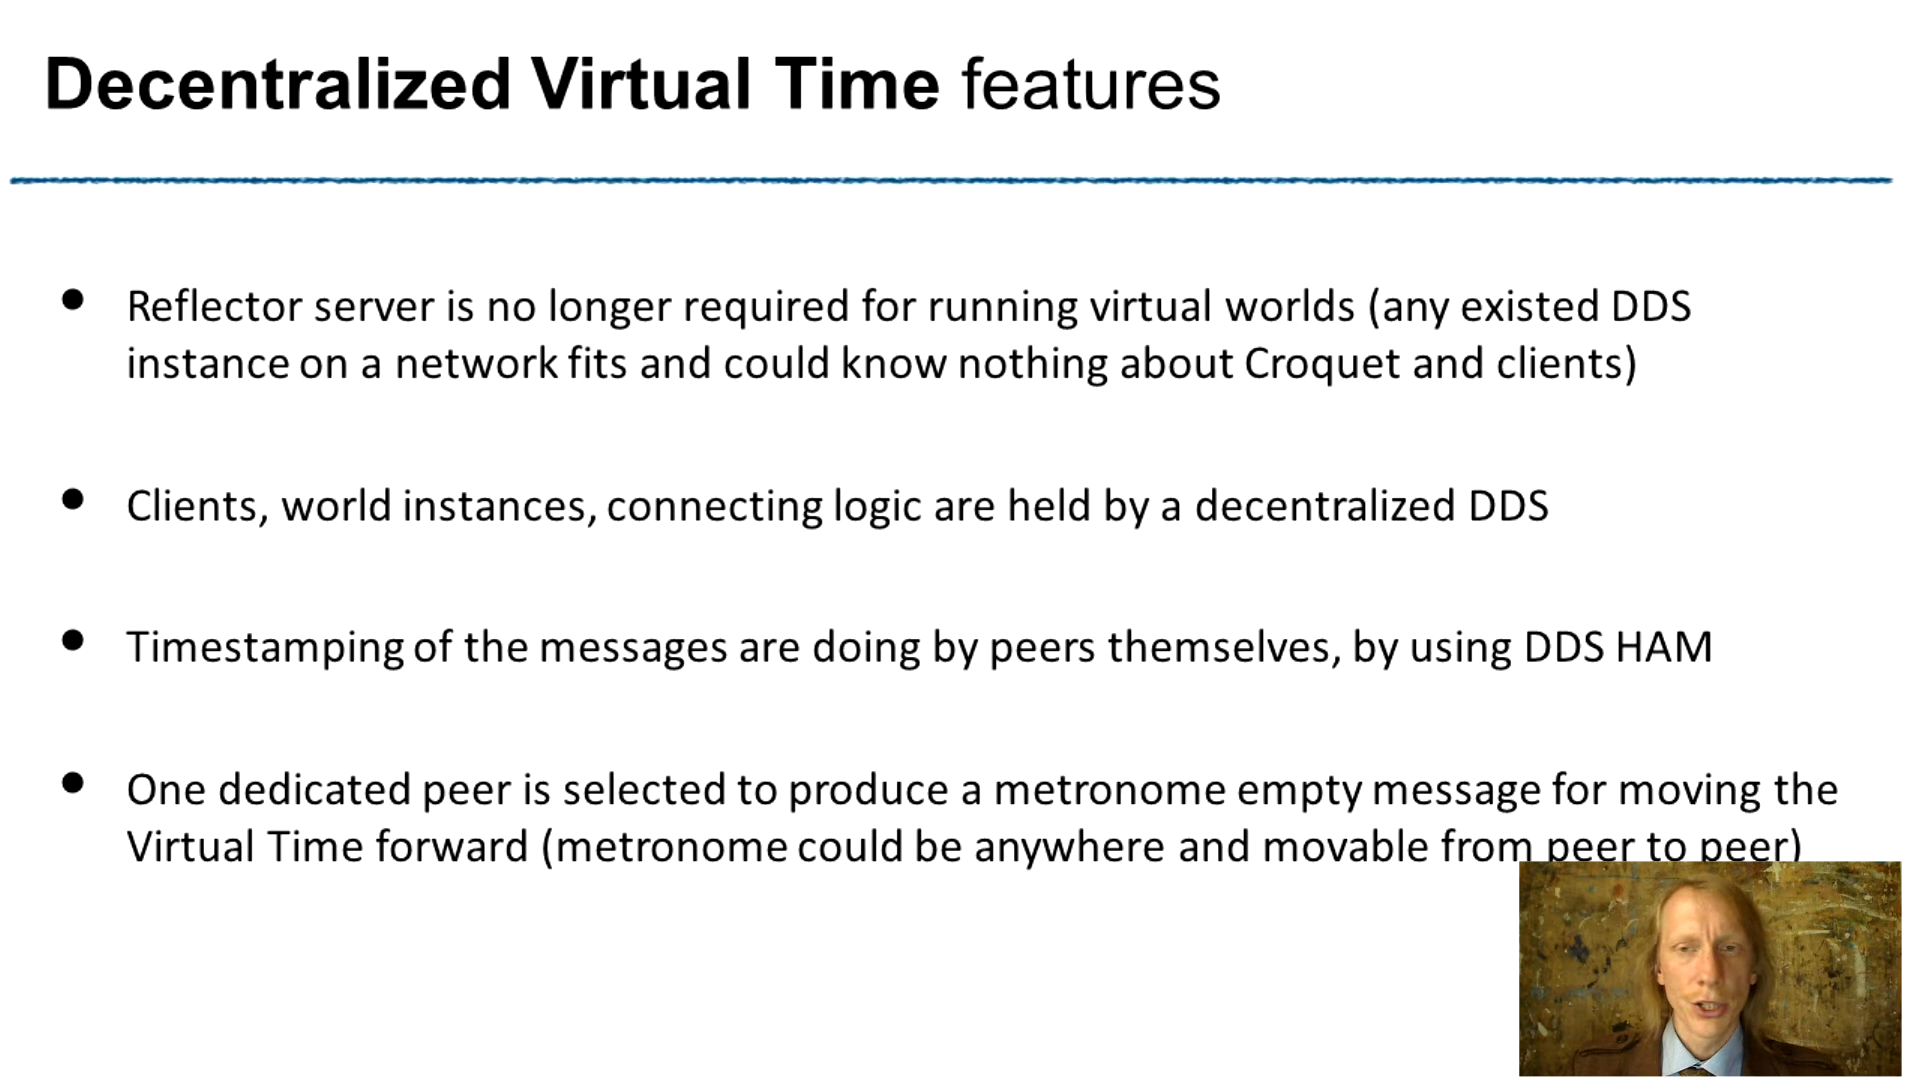 Decentralized Virtual Time features
Reflector server is no longer required for running virtual worlds (any existed DDS
instance on a network fits and could know nothing about Croquet and clients)
Clients, world instances, connecting logic are held by a decentralized DDS
Timestamping of the messages are doing by peers themselves, by using DDS HAM
One dedicated peer is selected to produce a metronome empty message for moving the
Virtual Time forward (metronome could be anywhere and movable from peer to peer)